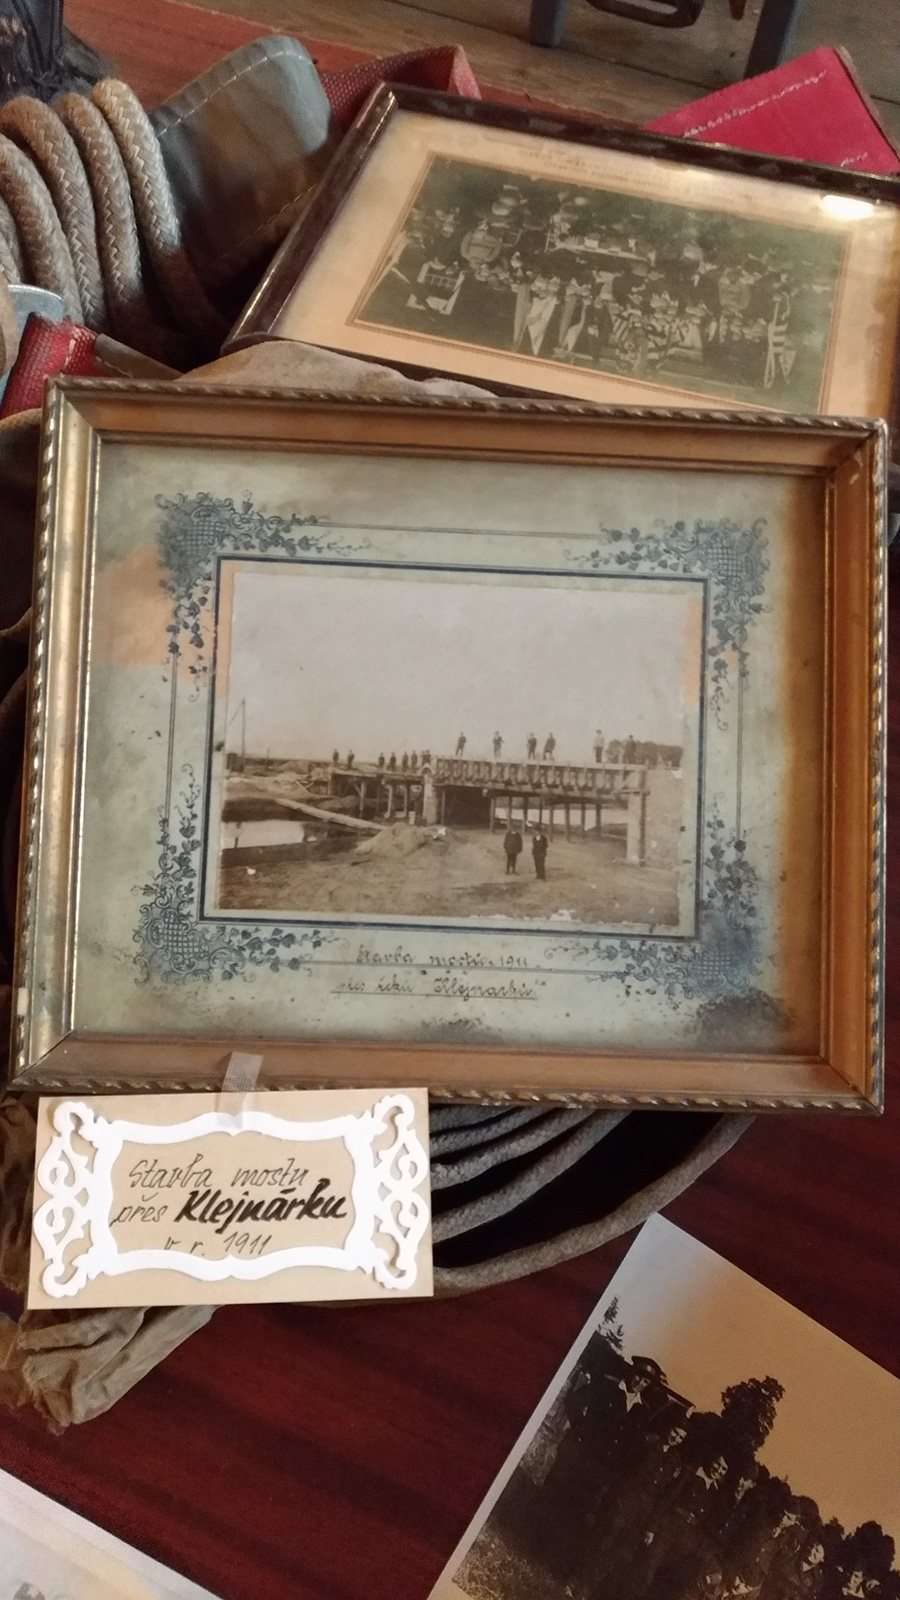 Stavba mostu 1911
přes řeku "Klejnarku"
Stavba mostu
přes Klejnárku
v r. 1911